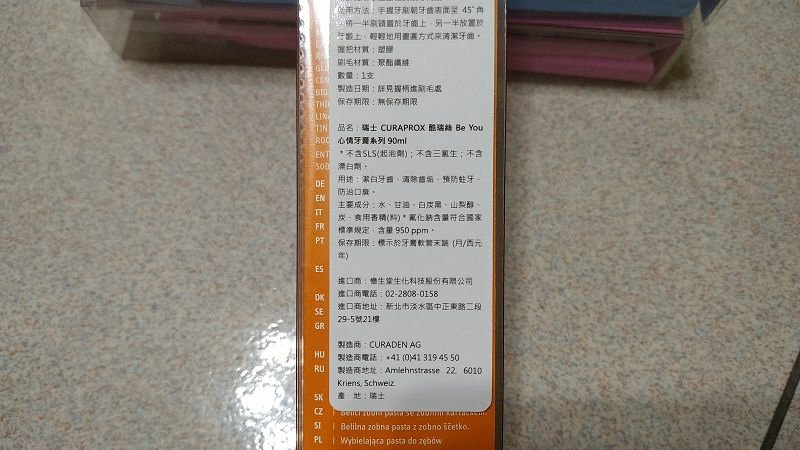 使用方法：手握牙刷朝牙齒表面呈 45˚角
，將一半刷頭置於牙齒上，另一半放置於
牙齦上，輕輕地用畫圈方式來清潔牙齒。
握把材質：塑膠
刷毛材質：聚酯纖維
數量：1支
製造日期：詳見握柄進刷毛處
保存期限：無保存期限
品名：瑞士 CURAPROX 酷瑞絲 Be You
心情牙膏系列 90ml
*不含SLS(起泡劑)；不含三氯生；不含
漂白劑。
用途：潔白牙齒、清除齒垢、預防蛀牙、
防治口臭。
主要成分：水、甘油、白炭黑、山梨醇、
炭、食用香精(料)*氟化鈉含量符合國家
標準規定，含量 950 ppm。
保存期限：標示於牙膏軟管末端 (月/西元
年)
進口商：億生堂生化科技股份有限公司
進口商電話：02-2808-0158
進口商地址：新北市淡水區中正東路二段
29-5號21樓
製造商：CURADEN AG
製造商電話：+41 (0)41 319 45 50
製造商地址：Amlehnstrasse 22, 6010
Kriens, Schweiz.
產 地：瑞士
DE
EN
IT
FR
PT
ES
DK
SE
GR
HU
RU
SK
CZ | Bělicí zubní pasta se zubním kartáčkem.
SI | Belilna zobna pasta z zobno ščetko.
PL | Wybielająca pasta do zębów